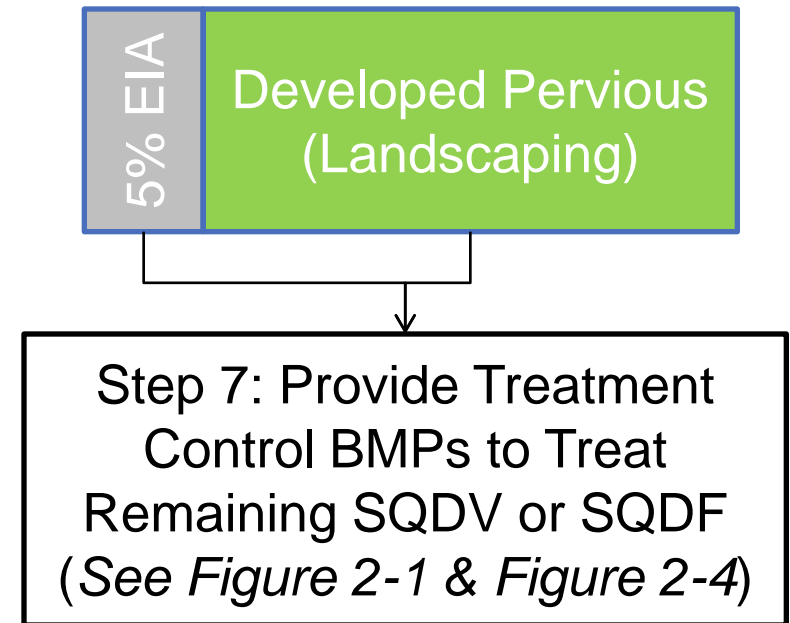 5% EIA
Developed Pervious
(Landscaping)
Step 7: Provide Treatment
Control BMPs to Treat
Remaining SQDV or SQDF
(See Figure 2-1 & Figure 2-4)